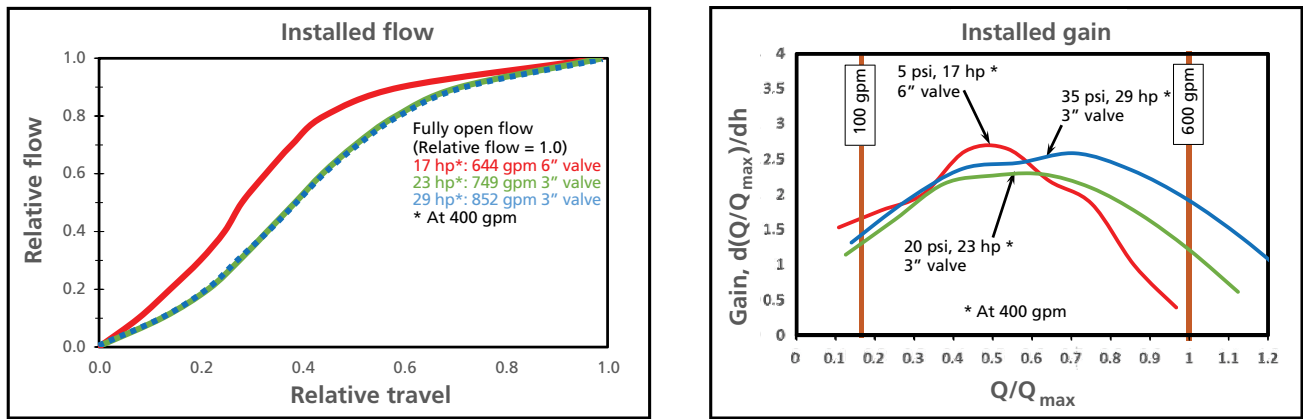 Installed flow
Relative flow
1.0
0.8
0.6
0.4
0.2
0.0
Fully open flow
(Relative flow = 1.0)
17 hp*: 644 gpm 6” valve
23 hp*: 749 gpm 3” valve
29 hp*: 852 gpm 3” valve
* At 400 gpm
0.0 0.2 0.4 0.6 0.8 1.0
Relative travel
Installed gain
Gain, d(Q/Qmax)/dh
4
3.5
3
2.5
2
1.5
1
0.5
0
100 gpm
5 psi, 17 hp *
6” valve
35 psi, 29 hp *
3” valve
600 gpm
20 psi, 23 hp *
3” valve
* At 400 gpm
0 0.1 0.2 0.3 0.4 0.5 0.6 0.7 0.8 0.9 1 1.1 1.2
Q/Qmax